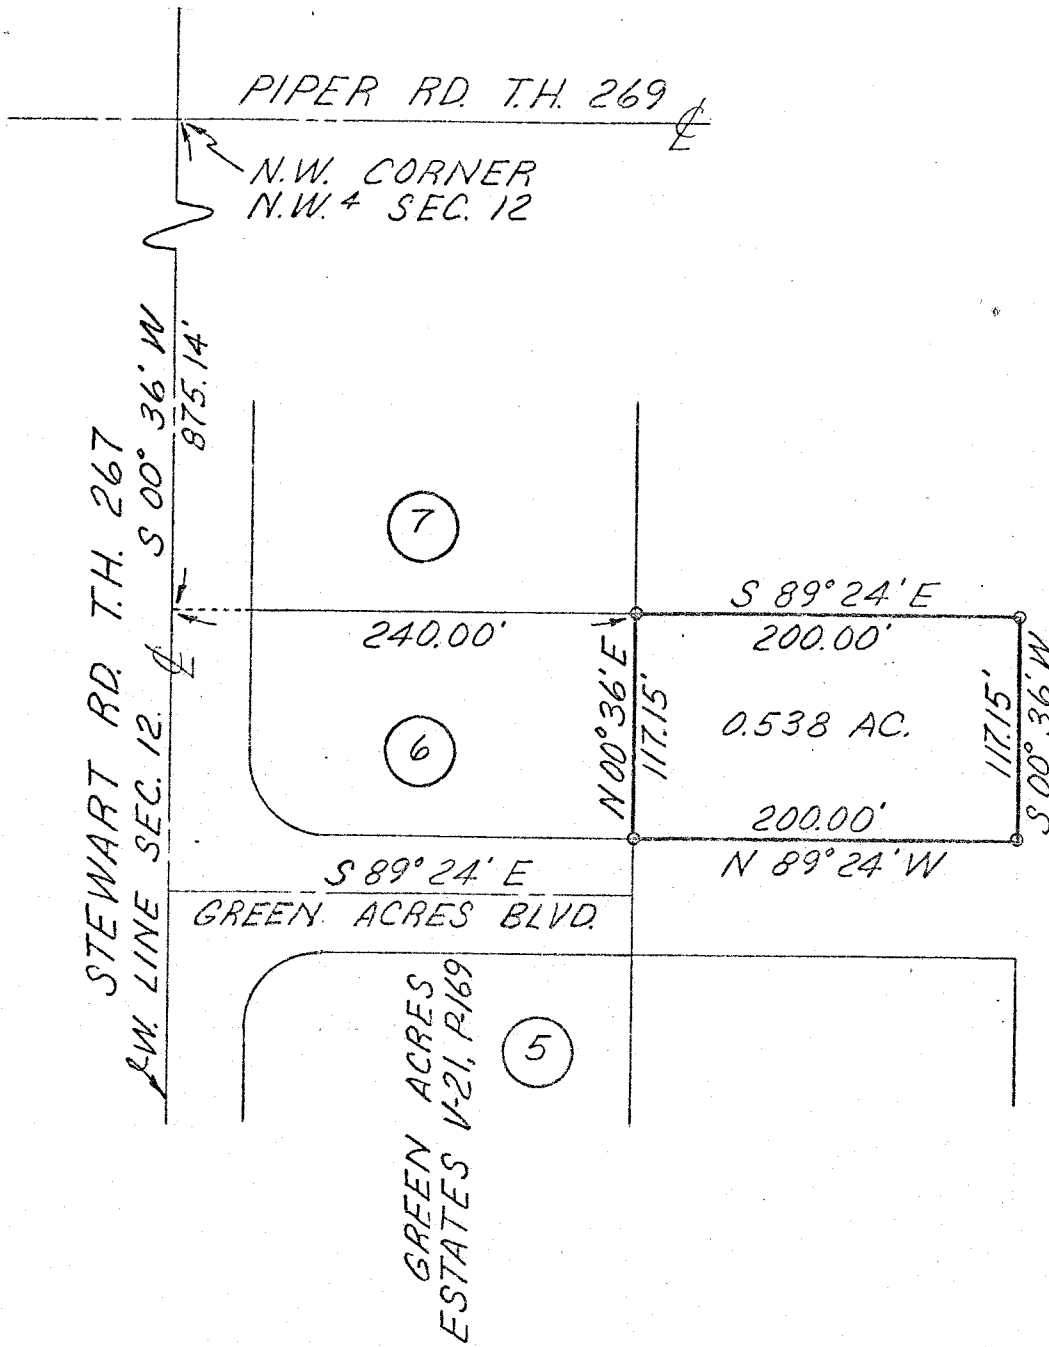 PIPER RD. T.H. 269 ℄
N.W. CORNER
N.W.4 SEC. 12
STEWART RD. T.H. 267
W. LINE SEC. 12. ℄
S 00° 36' W
875.14'
7
240.00'
6
S 89° 24' E
200.00'
N 00° 36' E
117.15'
0.538 AC.
117.15'
S 00° 36' W
200.00'
N 89° 24' W
S 89° 24' E
GREEN ACRES BLVD.
GREEN ACRES
ESTATES V-21, P-169
5